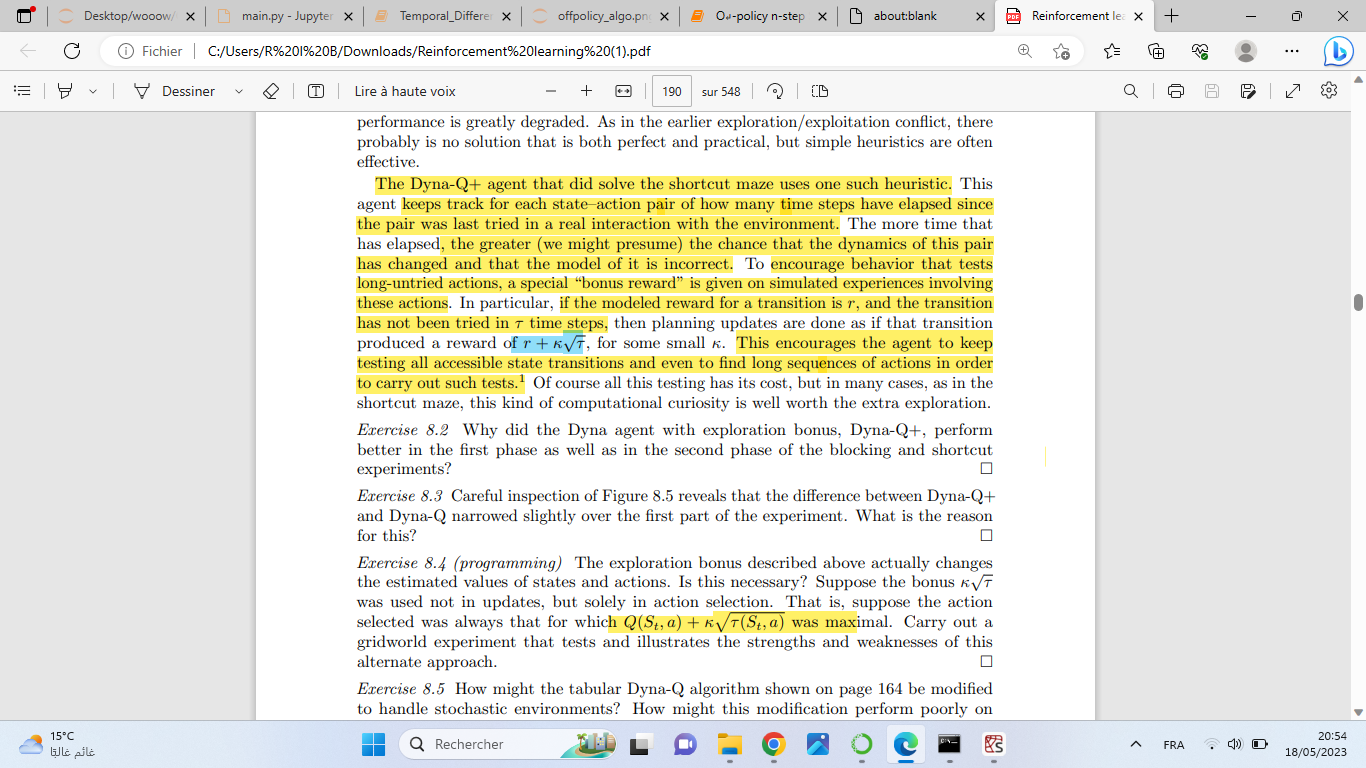 Desktop/wooow/
main.py - Jupyter
Temporal_Differe
offpolicy_algo.pn
Off-policy n-step
about:blank
Reinforcement lea
Fichier
C:/Users/R%20I%20B/Downloads/Reinforcement%20learning%20(1).pdf
Dessiner
Lire à haute voix
190
sur 548
performance is greatly degraded. As in the earlier exploration/exploitation conflict, there
probably is no solution that is both perfect and practical, but simple heuristics are often
effective.
The Dyna-Q+ agent that did solve the shortcut maze uses one such heuristic. This
agent keeps track for each state–action pair of how many time steps have elapsed since
the pair was last tried in a real interaction with the environment. The more time that
has elapsed, the greater (we might presume) the chance that the dynamics of this pair
has changed and that the model of it is incorrect. To encourage behavior that tests
long-untried actions, a special “bonus reward” is given on simulated experiences involving
these actions. In particular, if the modeled reward for a transition is r, and the transition
has not been tried in τ time steps, then planning updates are done as if that transition
produced a reward of r + κ√τ, for some small κ. This encourages the agent to keep
testing all accessible state transitions and even to find long sequences of actions in order
to carry out such tests.¹ Of course all this testing has its cost, but in many cases, as in the
shortcut maze, this kind of computational curiosity is well worth the extra exploration.
Exercise 8.2 Why did the Dyna agent with exploration bonus, Dyna-Q+, perform
better in the first phase as well as in the second phase of the blocking and shortcut
experiments? □
Exercise 8.3 Careful inspection of Figure 8.5 reveals that the difference between Dyna-Q+
and Dyna-Q narrowed slightly over the first part of the experiment. What is the reason
for this? □
Exercise 8.4 (programming) The exploration bonus described above actually changes
the estimated values of states and actions. Is this necessary? Suppose the bonus κ√τ
was used not in updates, but solely in action selection. That is, suppose the action
selected was always that for which Q(Sₜ, a) + κ√τ(Sₜ, a) was maximal. Carry out a
gridworld experiment that tests and illustrates the strengths and weaknesses of this
alternate approach. □
Exercise 8.5 How might the tabular Dyna-Q algorithm shown on page 164 be modified
to handle stochastic environments? How might this modification perform poorly on
15°C
غائم غالبًا
Rechercher
FRA
20:54
18/05/2023